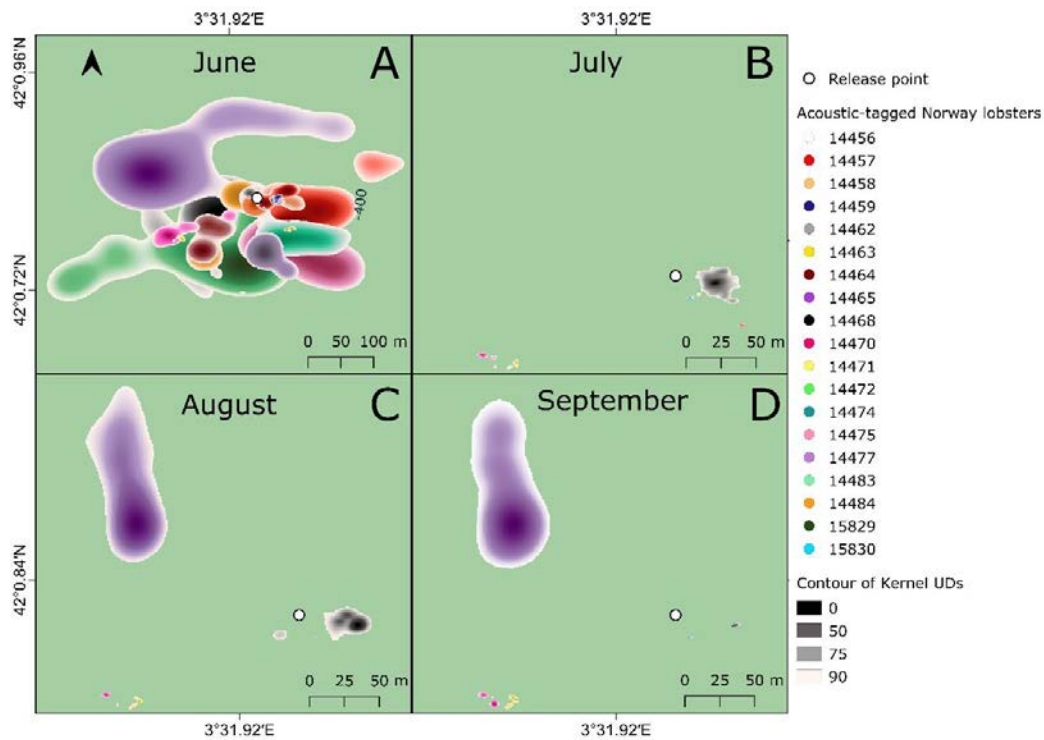 3°31.92'E 3°31.92'E
42°0.96'N
June A
July B
Release point
Acoustic-tagged Norway lobsters
14456
14457
14458
14459
14462
14463
14464
14465
14468
14470
14471
14472
14474
14475
14477
14483
14484
15829
15830
-400
42°0.72'N
0 50 100 m
0 25 50 m
August C
September D
42°0.84'N
Contour of Kernel UDs
0
50
75
90
0 25 50 m
0 25 50 m
3°31.92'E 3°31.92'E